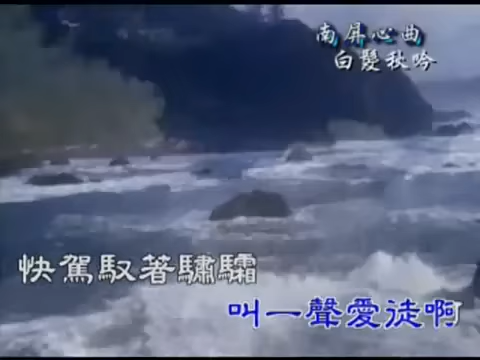 南屏心曲
白髮秋吟
快駕馭著驌驦
叫一聲愛徒啊